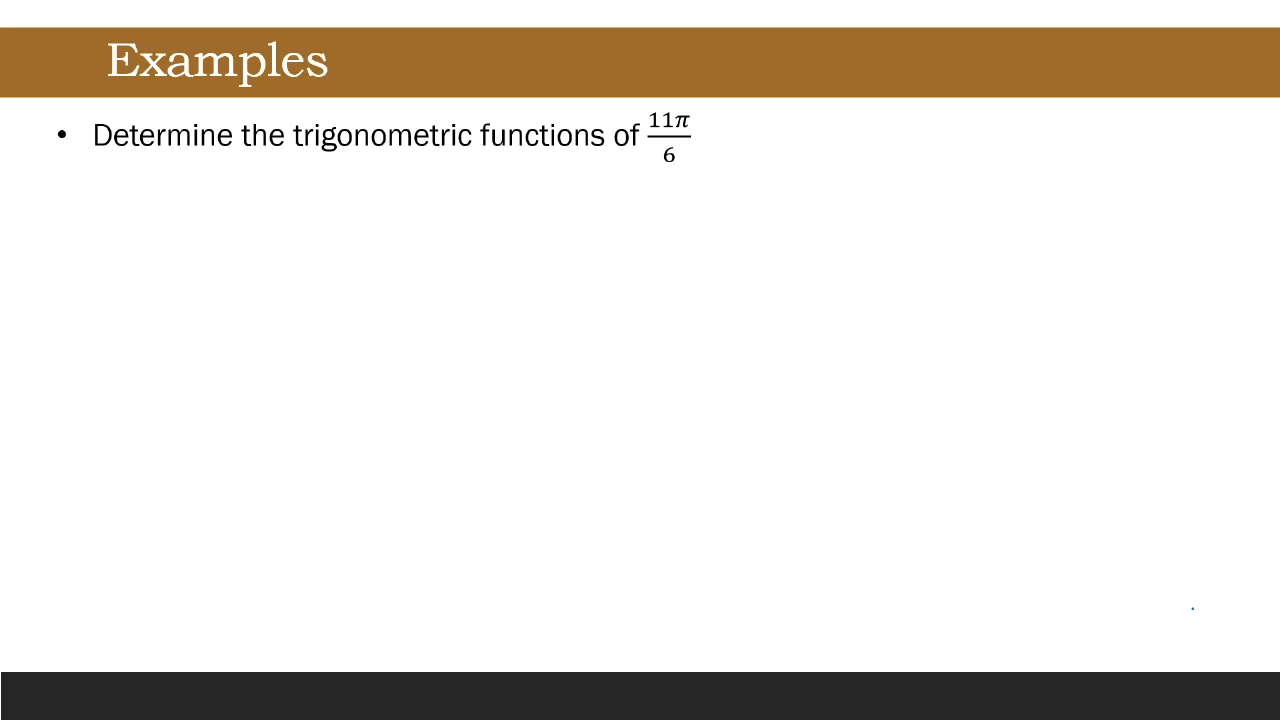 Examples
• Determine the trigonometric functions of 11𝜋/6